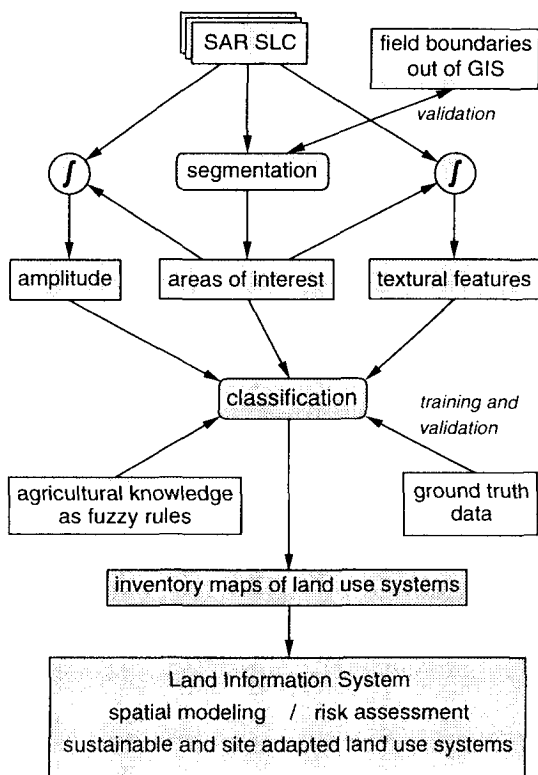 SAR SLC
field boundaries
out of GIS
validation
∫
segmentation
∫
amplitude
areas of interest
textural features
classification
training and
validation
agricultural knowledge
as fuzzy rules
ground truth
data
inventory maps of land use systems
Land Information System
spatial modeling / risk assessment
sustainable and site adapted land use systems